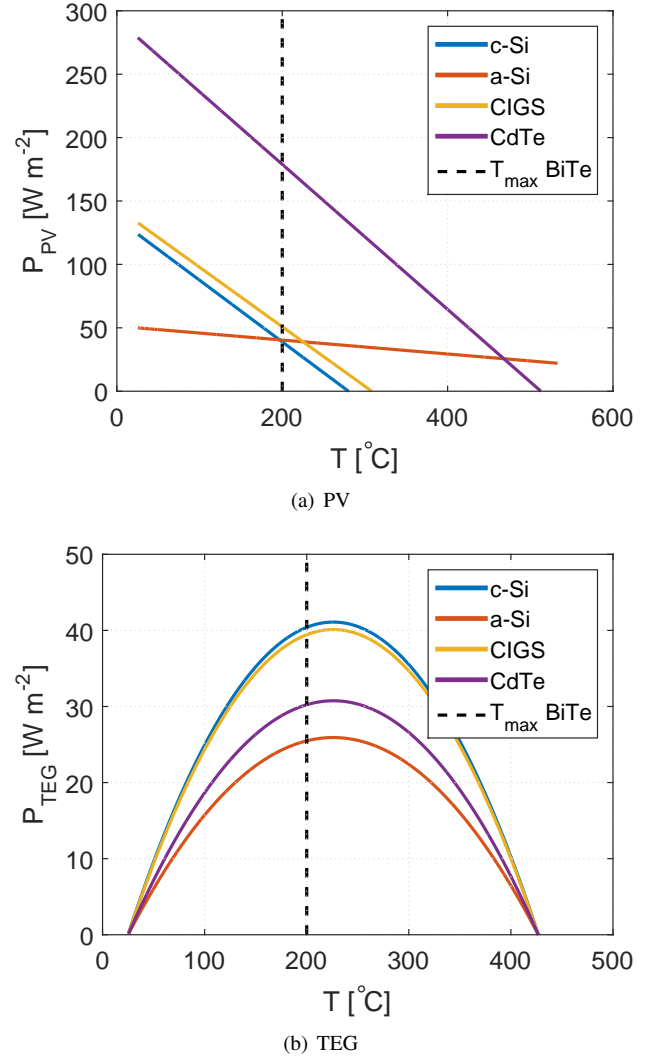 300
250
200
150
100
50
0
P_PV [W m^-2]
c-Si
a-Si
CIGS
CdTe
T_max BiTe
0 200 400 600
T [°C]
(a) PV
50
40
30
20
10
0
P_TEG [W m^-2]
c-Si
a-Si
CIGS
CdTe
T_max BiTe
0 100 200 300 400 500
T [°C]
(b) TEG